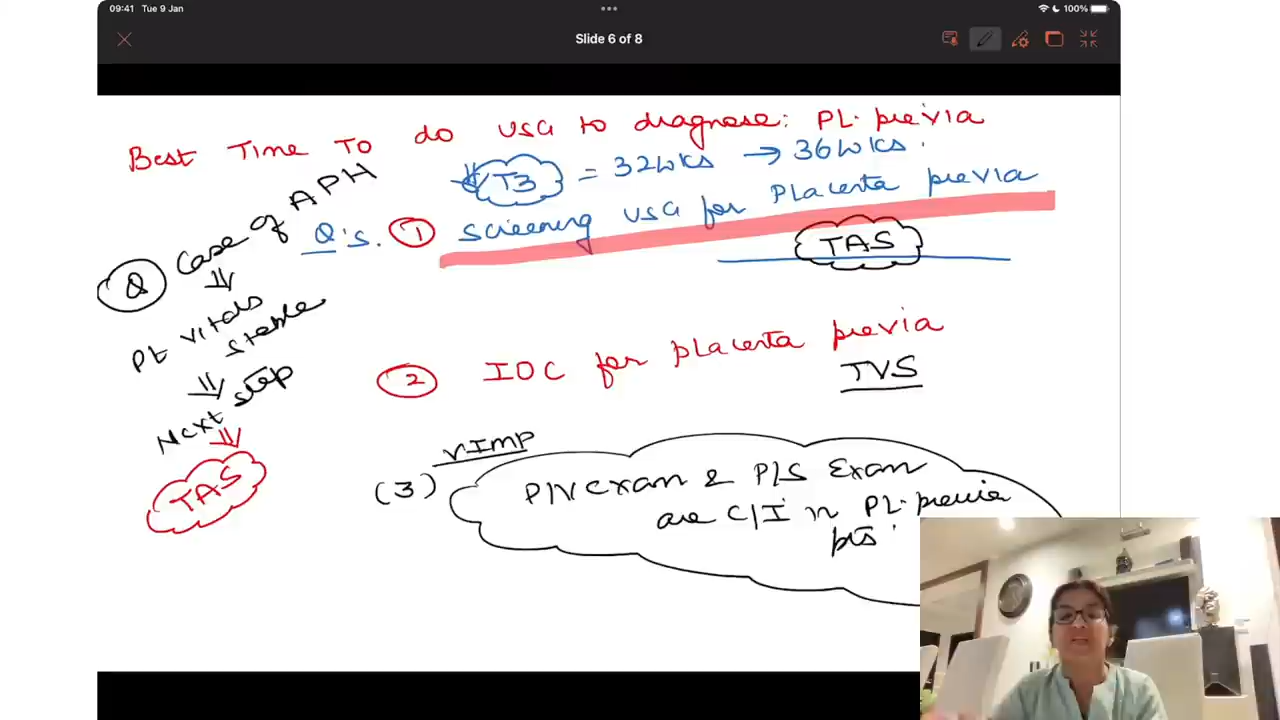 09:41 Tue 9 Jan
100%
Slide 6 of 8
Best Time To do USG to diagnose: PL. previa
T3 = 32wks → 36wks.
Q's. 1 screening USG for Placenta previa
TAS
Q Case of APH
⇓
Pt vitals stable
⇓
Next step
⇓
TAS
2 IOC for placenta previa
TVS
vIMP
(3) P/V exam & P/S Exam
are C/I in PL. previa
pts.